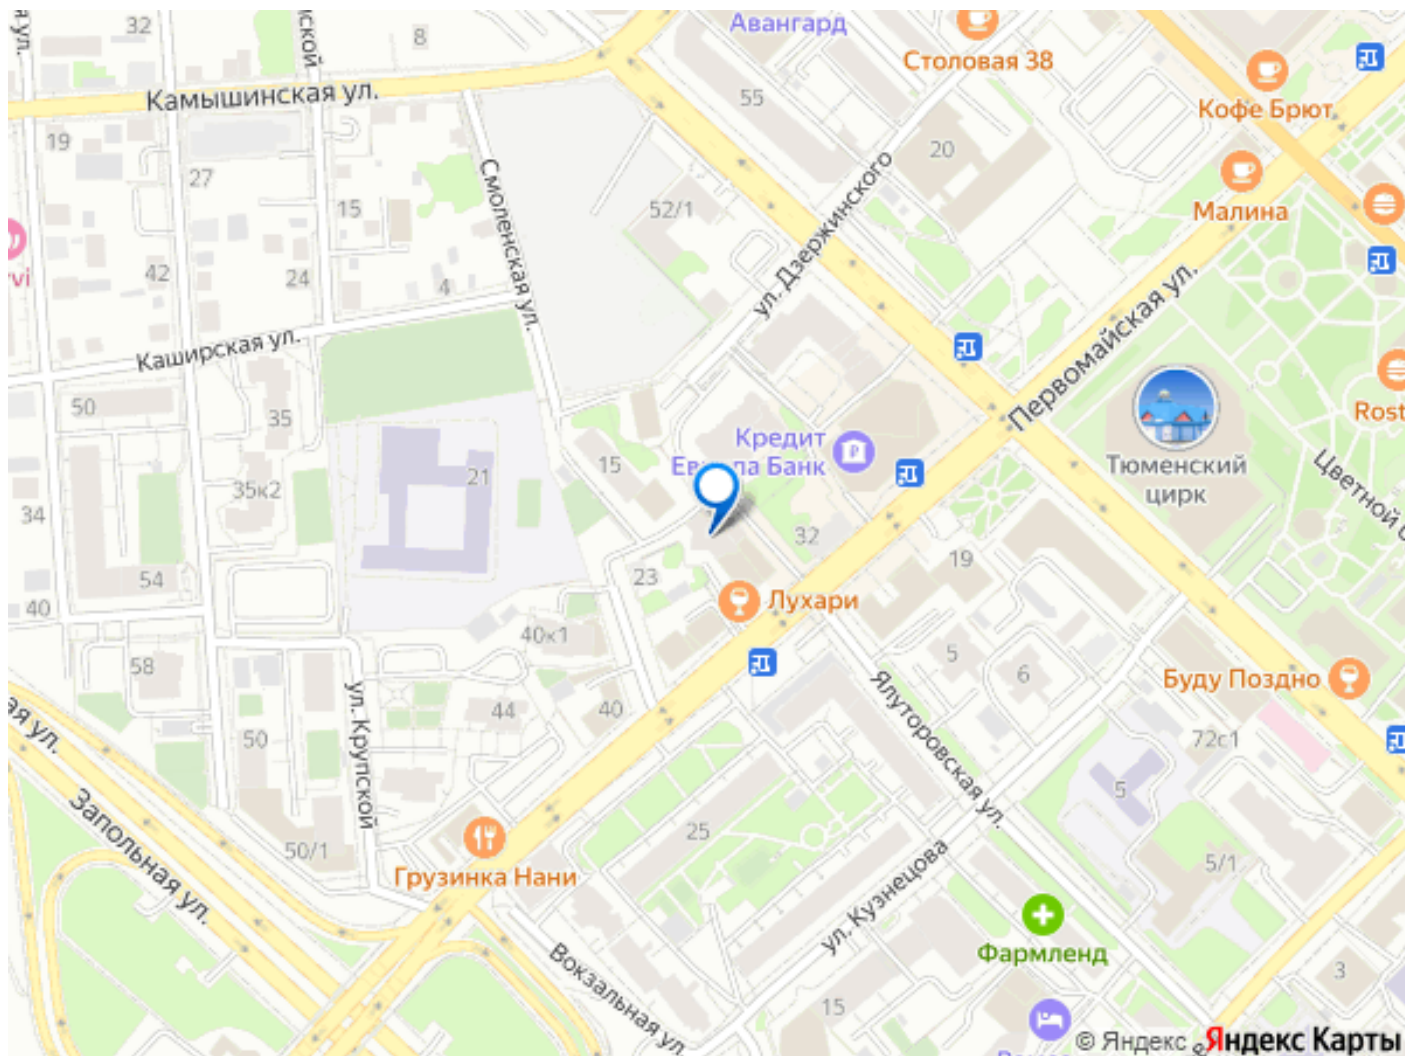 32
8
Авангард
Столовая 38
Камышинская ул.
55
Кофе Брют
19
27
20
Смоленская ул.
15
52/1
Малина
42
24
4
ул. Дзержинского
Первомайская ул.
Каширская ул.
50
35
15
Кредит
Банк
Тюменский
цирк
Rost
Цветной
35к2
21
34
32
19
54
23
40
Лухари
40к1
58
5
6
Буду Поздно
ул. Крупской
44
40
Ялуторовская ул.
50
72с1
Запольная ул.
25
5
50/1
5/1
Грузинка Нани
ул. Кузнецова
Вокзальная ул.
Фармленд
15
3
© Яндекс
Яндекс Карты